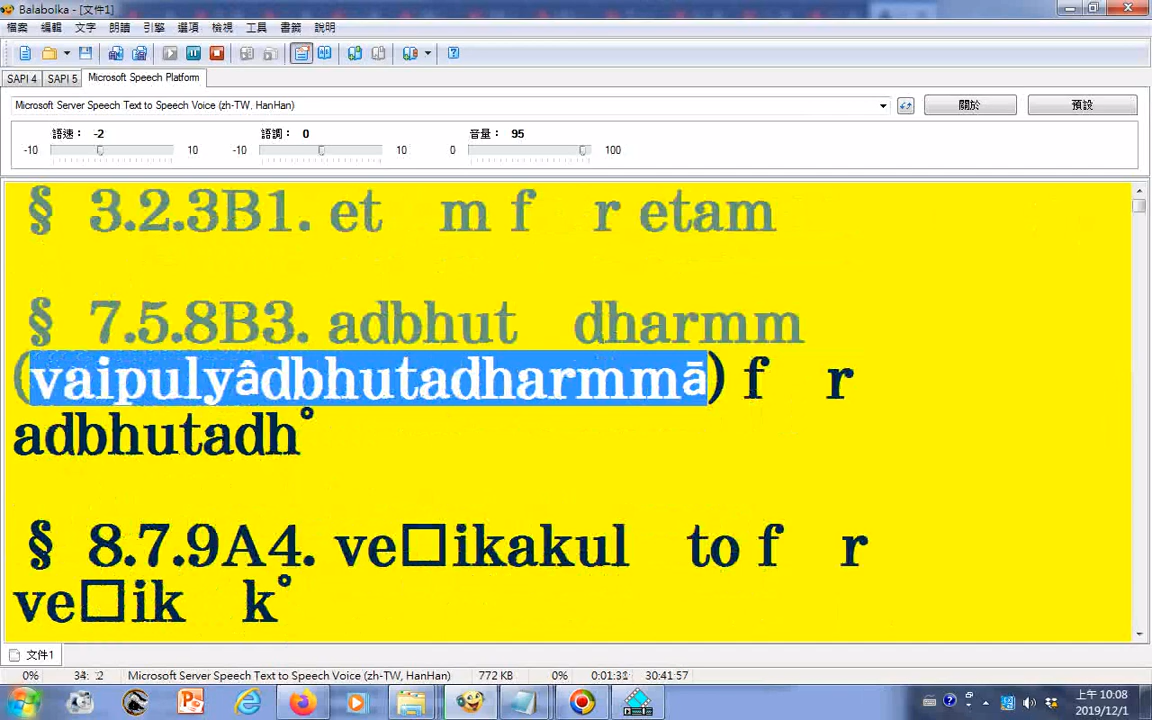 Balabolka - [文件1]
檔案 編輯 文字 朗讀 引擎 選項 檢視 工具 書籤 說明
SAPI 4 SAPI 5 Microsoft Speech Platform
Microsoft Server Speech Text to Speech Voice (zh-TW, HanHan) 關於 預設
語速： -2 語調： 0 音量： 95
-10 10 -10 10 0 100
§ 3.2.3B1. et m f r etam
§ 7.5.8B3. adbhut dharmm
(vaipulyâdbhutadharmmā) f r
adbhutadh°
§ 8.7.9A4. ve□ikakul to f r
ve□ik k°
文件1
0% 34: 2 Microsoft Server Speech Text to Speech Voice (zh-TW, HanHan) 772 KB 0% 0:01:31 30:41:57
上午 10:08
2019/12/1